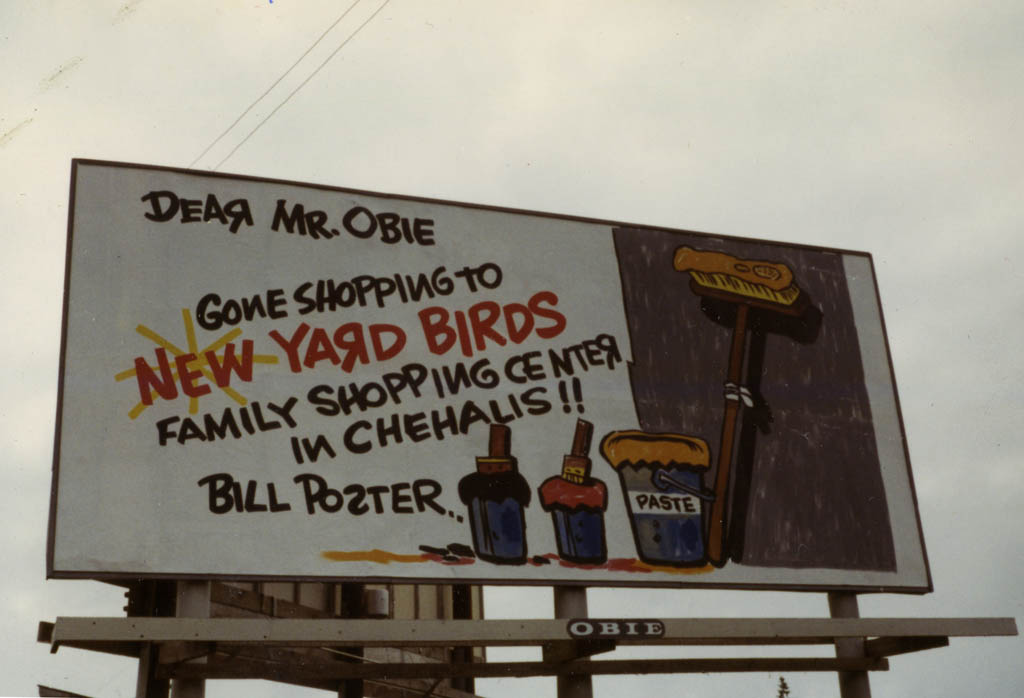 DEAR MR. OBIE
GONE SHOPPING TO
NEW YARD BIRDS
FAMILY SHOPPING CENTER
IN CHEHALIS!!
BILL POSTER..
PASTE
OBIE